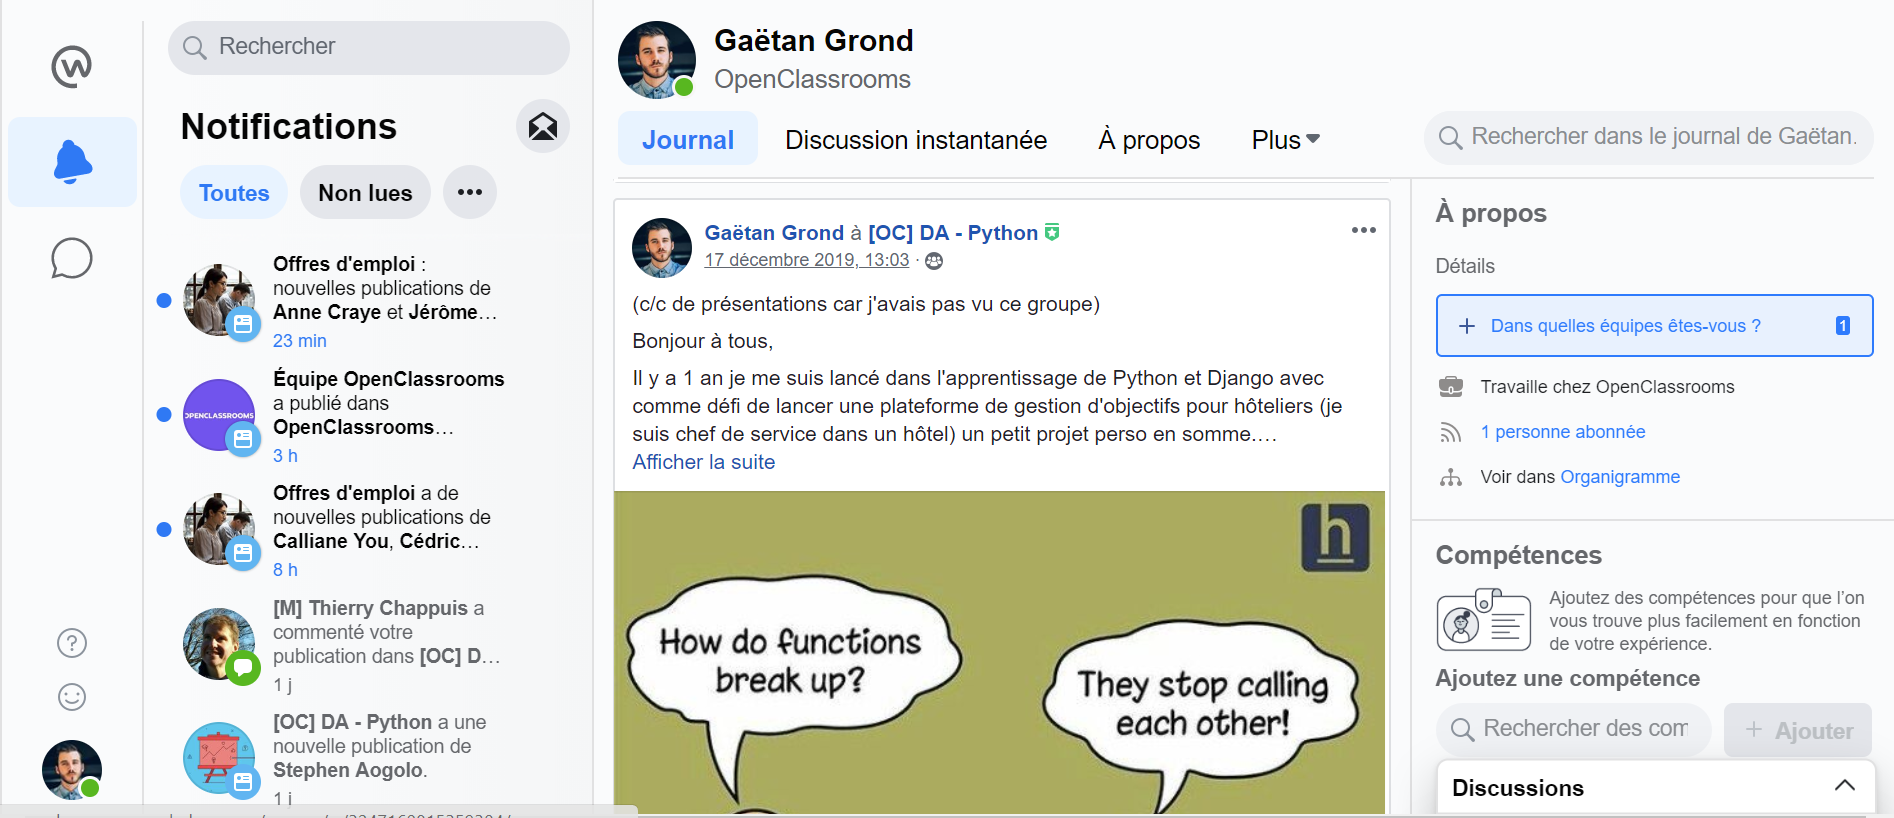 Rechercher
Notifications
Toutes
Non lues
Offres d'emploi :
nouvelles publications de
Anne Craye et Jérôme…
23 min
OPENCLASSROOMS
Équipe OpenClassrooms
a publié dans
OpenClassrooms…
3 h
Offres d'emploi a de
nouvelles publications de
Calliane You, Cédric…
8 h
[M] Thierry Chappuis a
commenté votre
publication dans [OC] D…
1 j
[OC] DA - Python a une
nouvelle publication de
Stephen Aogolo.
1 j
Gaëtan Grond
OpenClassrooms
Journal
Discussion instantanée
À propos
Plus
Rechercher dans le journal de Gaëtan.
Gaëtan Grond à [OC] DA - Python
17 décembre 2019, 13:03 ·
(c/c de présentations car j'avais pas vu ce groupe)
Bonjour à tous,
Il y a 1 an je me suis lancé dans l'apprentissage de Python et Django avec
comme défi de lancer une plateforme de gestion d'objectifs pour hôteliers (je
suis chef de service dans un hôtel) un petit projet perso en somme.…
Afficher la suite
h
How do functions
break up?
They stop calling
each other!
À propos
Détails
+ Dans quelles équipes êtes-vous ? 1
Travaille chez OpenClassrooms
1 personne abonnée
Voir dans Organigramme
Compétences
Ajoutez des compétences pour que l'on
vous trouve plus facilement en fonction
de votre expérience.
Ajoutez une compétence
Rechercher des com
+ Ajouter
Discussions